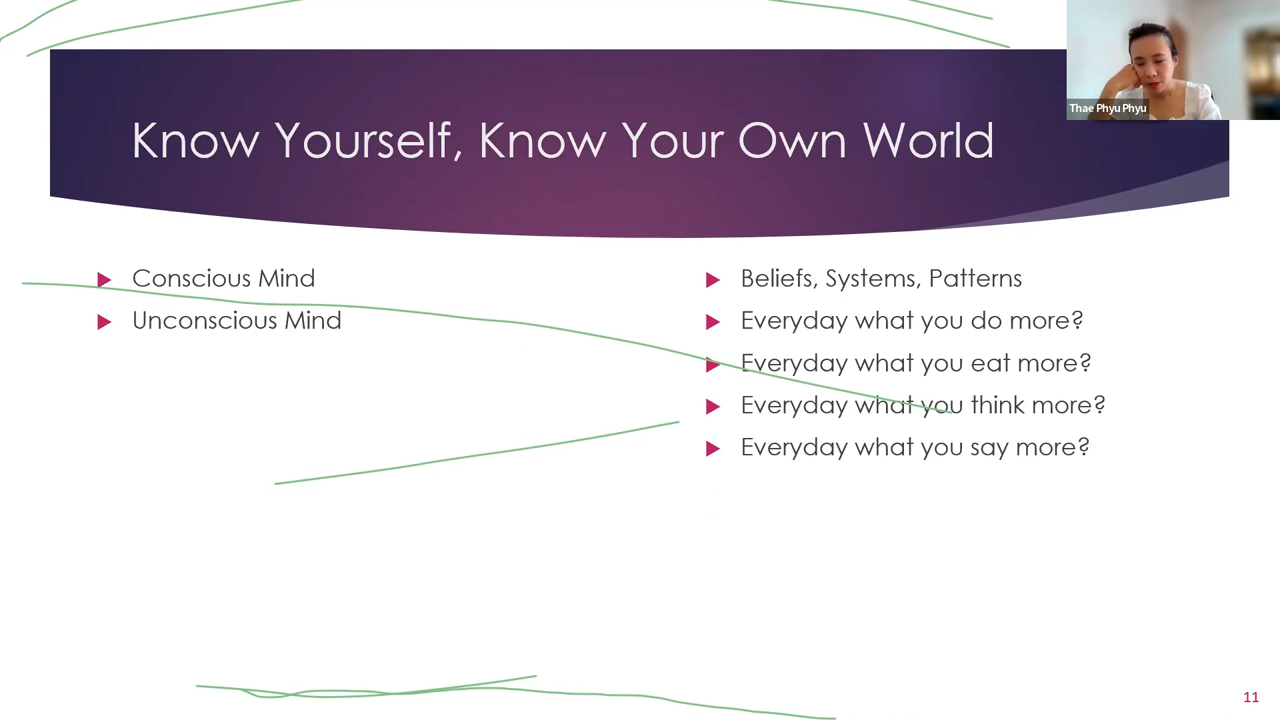 Thae Phyu Phyu
Know Yourself, Know Your Own World
Conscious Mind
Unconscious Mind
Beliefs, Systems, Patterns
Everyday what you do more?
Everyday what you eat more?
Everyday what you think more?
Everyday what you say more?
11